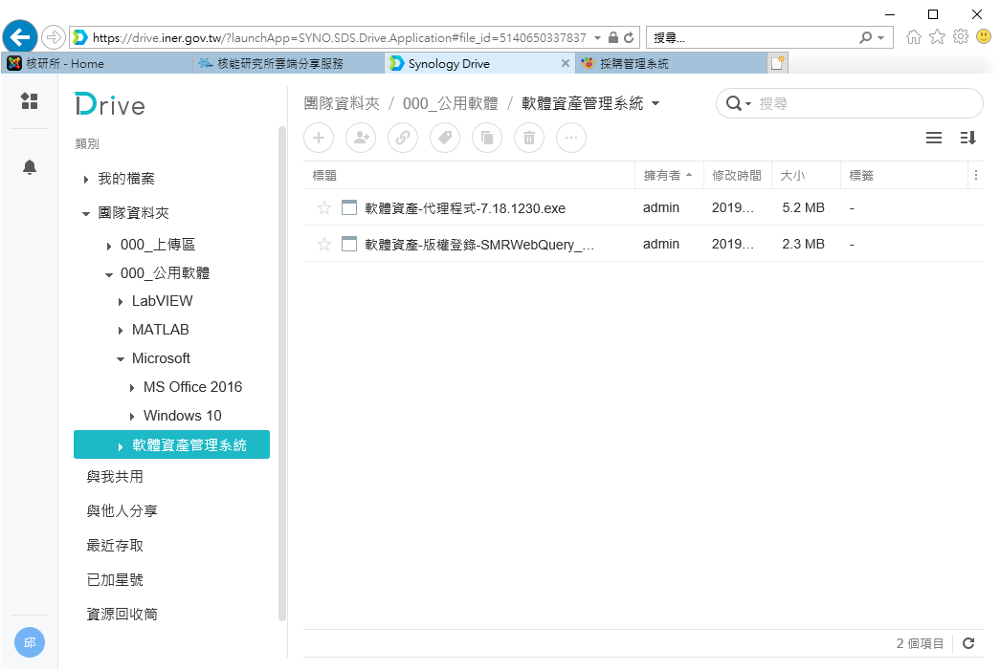 https://drive.iner.gov.tw/?launchApp=SYNO.SDS.Drive.Application#file_id=5140650337837
搜尋...
核研所 - Home
核能研究所雲端分享服務
Synology Drive
採購管理系統
Drive
類別
我的檔案
團隊資料夾
000_上傳區
000_公用軟體
LabVIEW
MATLAB
Microsoft
MS Office 2016
Windows 10
軟體資產管理系統
與我共用
與他人分享
最近存取
已加星號
資源回收筒
邱
團隊資料夾 / 000_公用軟體 / 軟體資產管理系統
搜尋
標題 擁有者 修改時間 大小 標籤
軟體資產-代理程式-7.18.1230.exe admin 2019... 5.2 MB -
軟體資產-版權登錄-SMRWebQuery_... admin 2019... 2.3 MB -
2 個項目